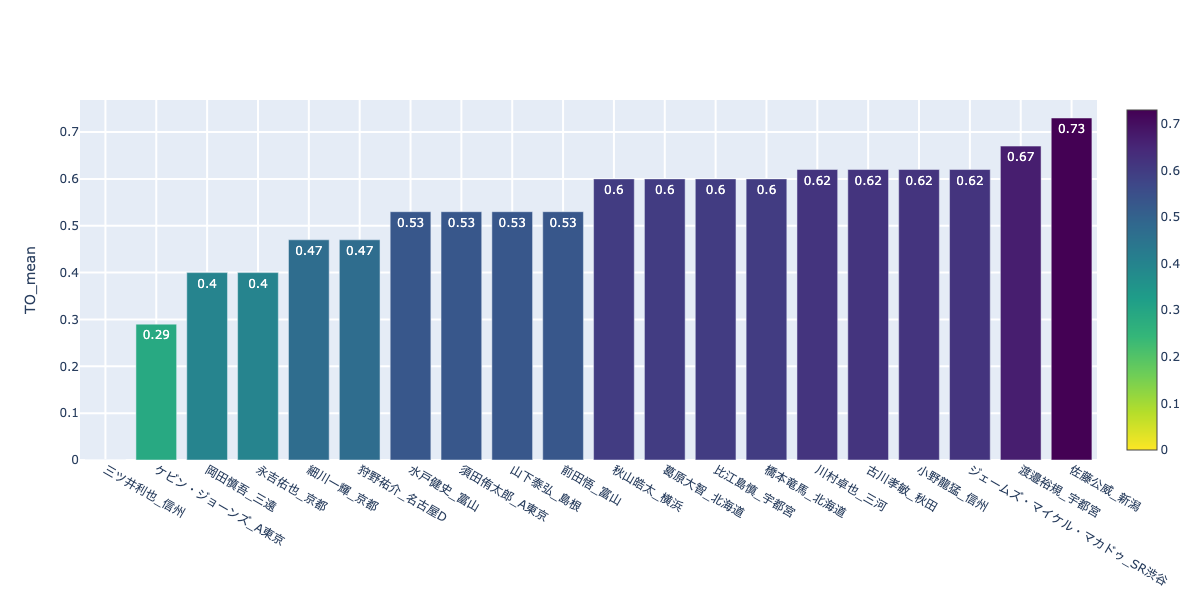 TO_mean
0.7
0.6
0.5
0.4
0.3
0.2
0.1
0
0.29
0.4
0.4
0.47
0.47
0.53
0.53
0.53
0.53
0.6
0.6
0.6
0.6
0.62
0.62
0.62
0.62
0.67
0.73
三ツ井利也_信州
ケビン・ジョーンズ_A東京
岡田慎吾_三遠
永吉佑也_京都
細川一輝_京都
狩野祐介_名古屋D
水戸健史_富山
須田侑太郎_A東京
山下泰弘_島根
前田悟_富山
秋山皓太_横浜
葛原大智_北海道
比江島慎_宇都宮
橋本竜馬_北海道
川村卓也_三河
古川孝敏_秋田
小野龍猛_信州
ジェームズ・マイケル・マカドゥ_SR渋谷
渡邉裕規_宇都宮
佐藤公威_新潟
0.7
0.6
0.5
0.4
0.3
0.2
0.1
0